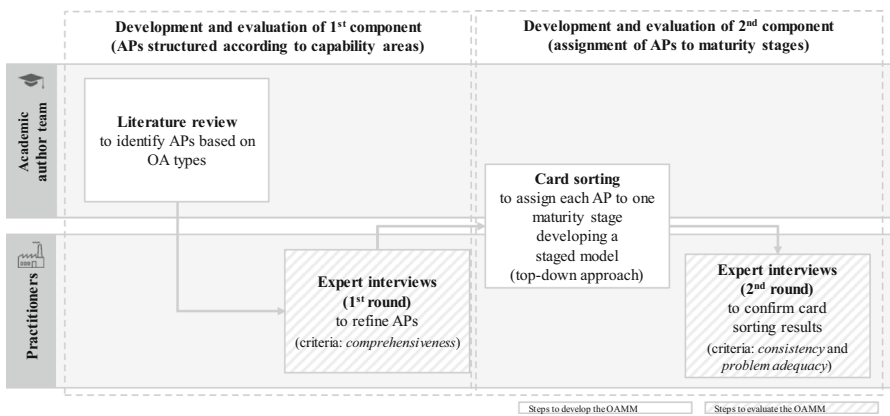 Development and evaluation of 1st component
(APs structured according to capability areas)
Development and evaluation of 2nd component
(assignment of APs to maturity stages)
Academic
author team
Literature review
to identify APs based on
OA types
Card sorting
to assign each AP to one
maturity stage
developing a
staged model
(top-down approach)
Practitioners
Expert interviews
(1st round)
to refine APs
(criteria: comprehensiveness)
Expert interviews
(2nd round)
to confirm card
sorting results
(criteria: consistency and
problem adequacy)
Steps to develop the OAMM
Steps to evaluate the OAMM